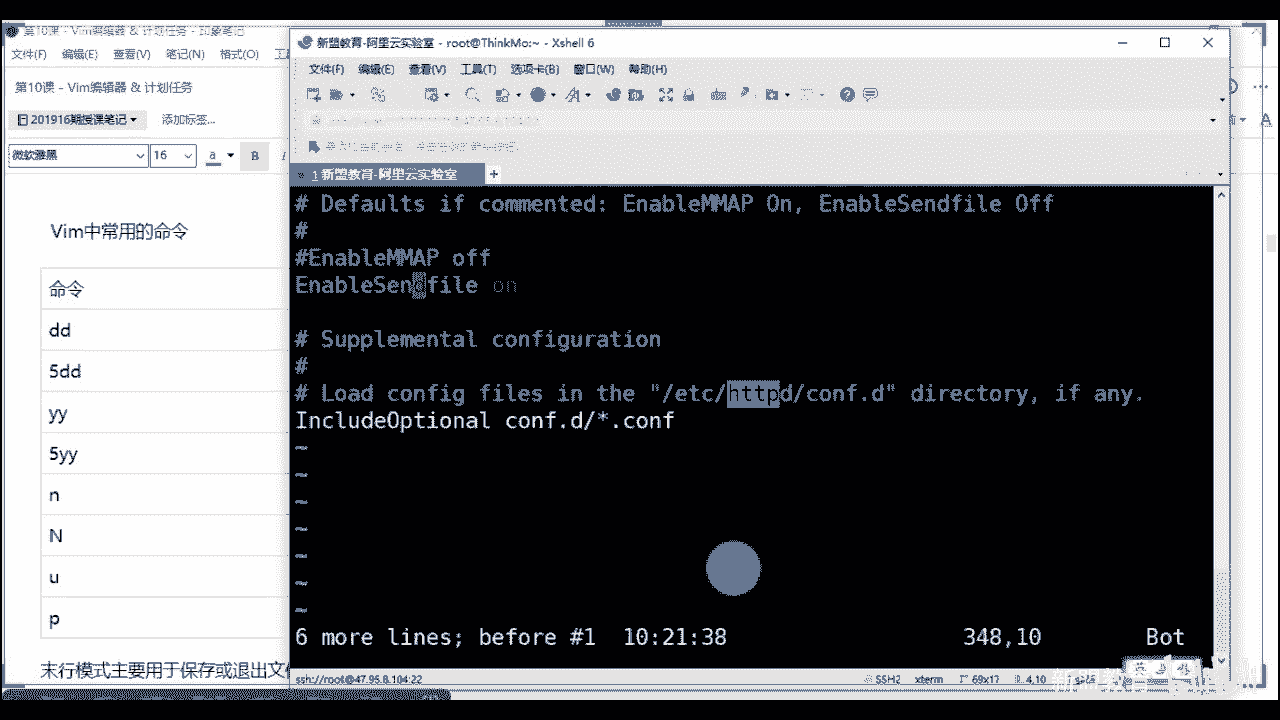 第10课 - Vim编辑器 & 计划任务 - 印象笔记
文件(F) 编辑(E) 查看(V) 笔记(N) 格式(O)
第10课 - Vim编辑器 & 计划任务
201916期授课笔记
添加标签...
微软雅黑 16 a B I
Vim中常用的命令
命令
dd
5dd
yy
5yy
n
N
u
p
末行模式主要用于保存或退出文
新盟教育-阿里云实验室 - root@ThinkMo:~ - Xshell 6
文件(F) 编辑(E) 查看(V) 工具(T) 选项卡(B) 窗口(W) 帮助(H)
1 新盟教育-阿里云实验室
# Defaults if commented: EnableMMAP On, EnableSendfile Off
#
#EnableMMAP off
EnableSendfile on
# Supplemental configuration
#
# Load config files in the "/etc/httpd/conf.d" directory, if any.
IncludeOptional conf.d/*.conf
~
~
~
~
~
~
~
6 more lines; before #1 10:21:38 348,10 Bot
ssh://root@47.95.8.104:22 SSH2 xterm 69x17 4,10
新盟教育